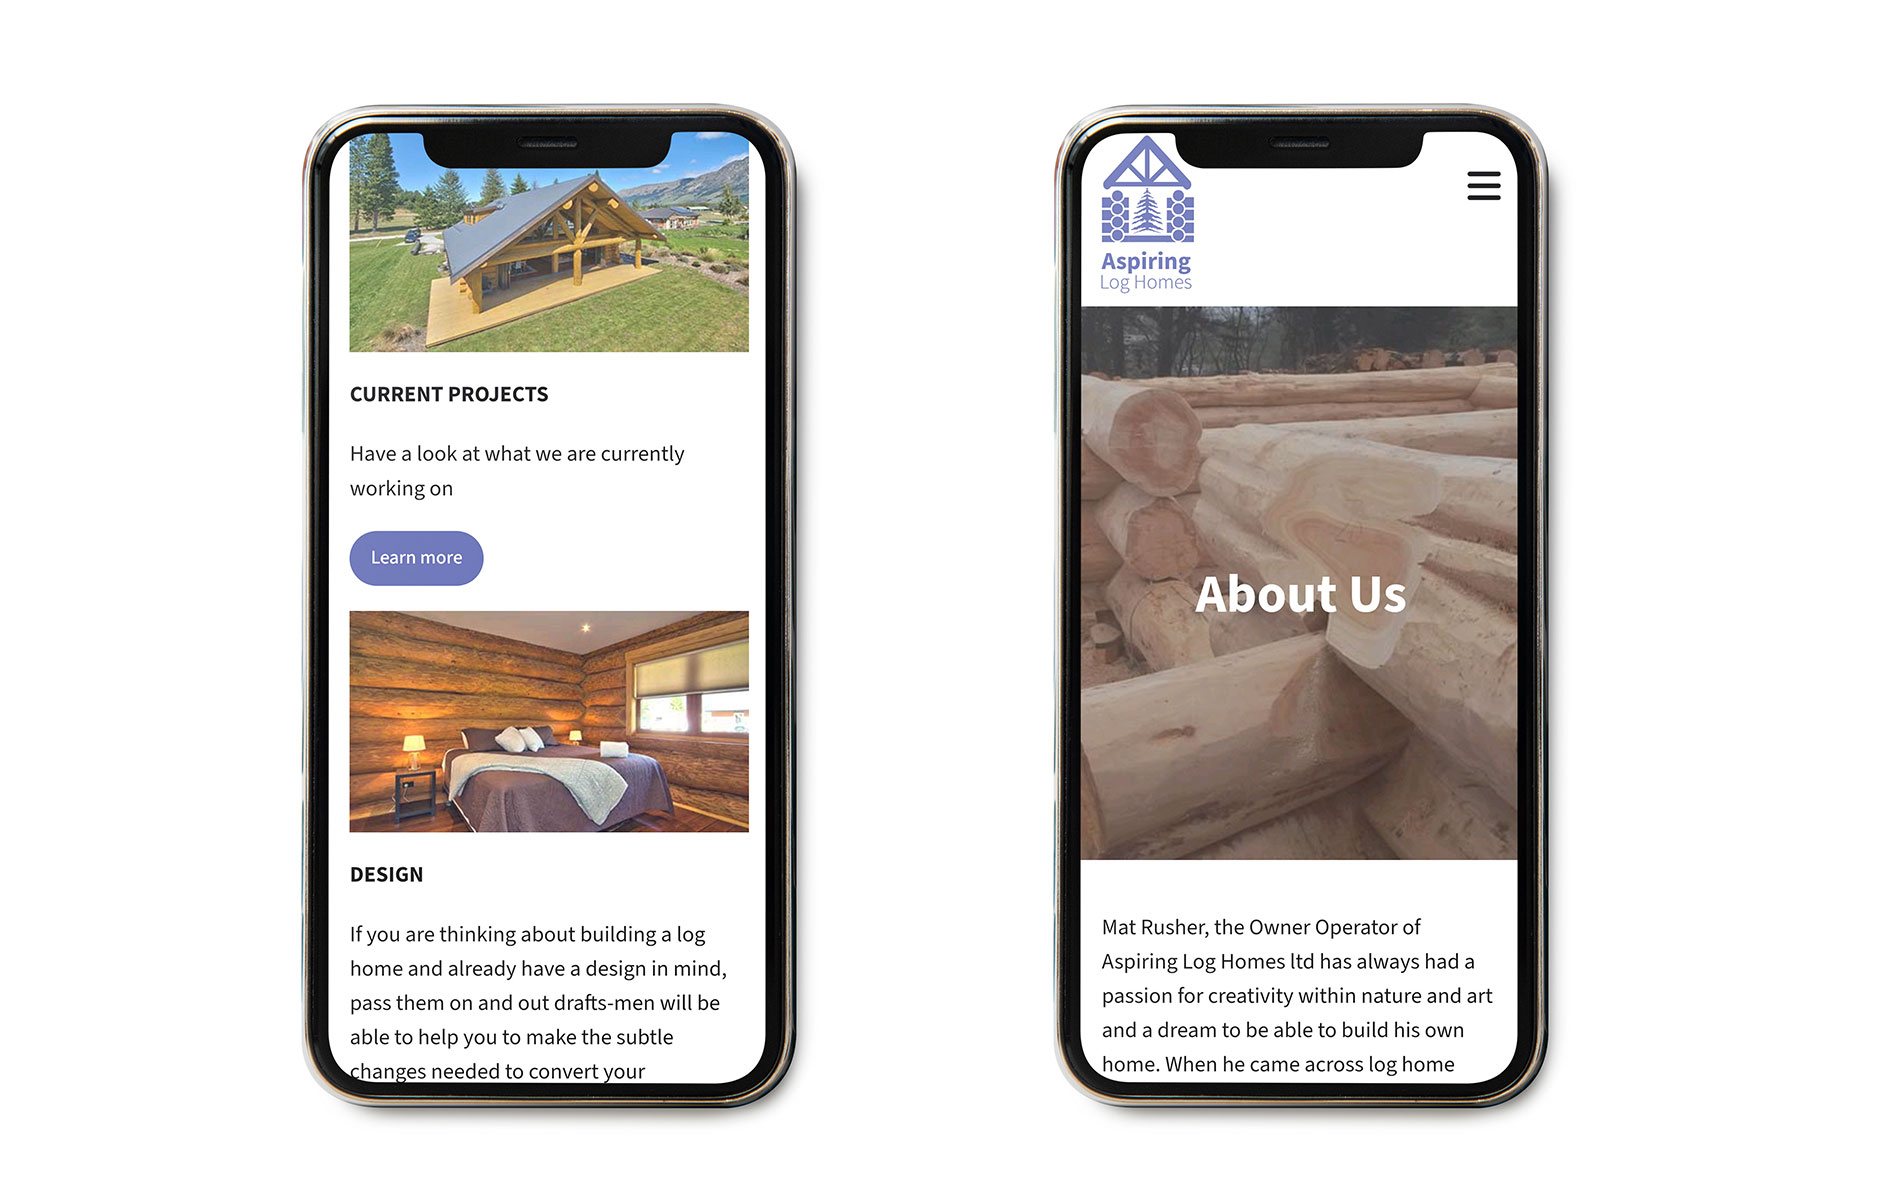 CURRENT PROJECTS
Have a look at what we are currently
working on
Learn more
DESIGN
If you are thinking about building a log
home and already have a design in mind,
pass them on and out drafts-men will be
able to help you to make the subtle
changes needed to convert your
Aspiring
Log Homes
About Us
Mat Rusher, the Owner Operator of
Aspiring Log Homes ltd has always had a
passion for creativity within nature and art
and a dream to be able to build his own
home. When he came across log home